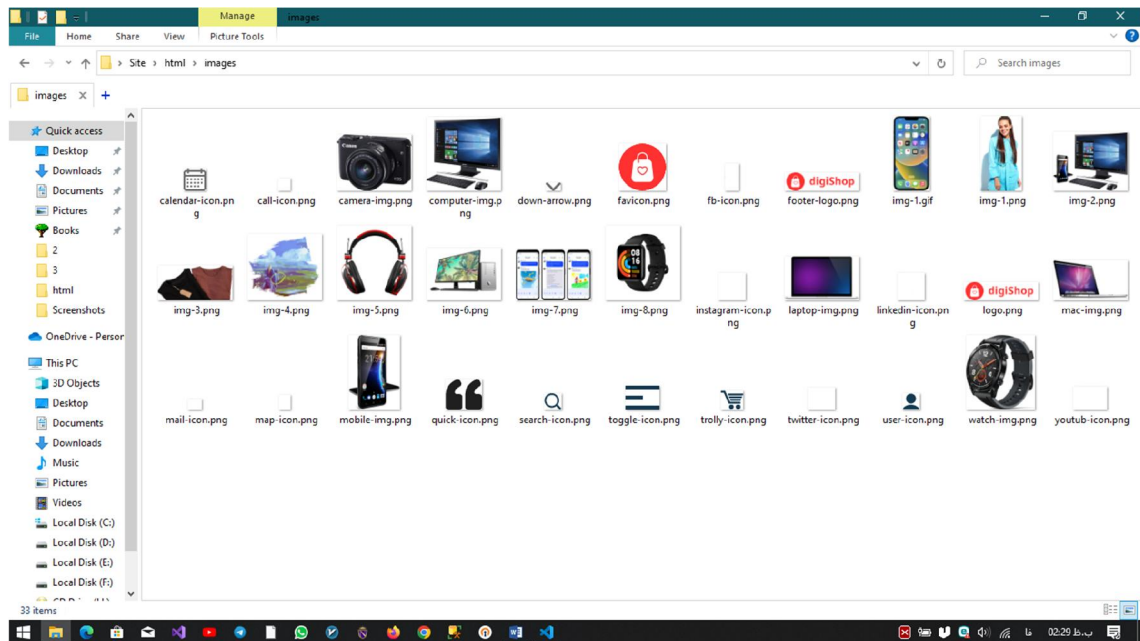 Manage
images
File
Home
Share
View
Picture Tools
Site
html
images
Search images
images
Quick access
Desktop
Downloads
Documents
Pictures
Books
2
3
html
Screenshots
OneDrive - Person
This PC
3D Objects
Desktop
Documents
Downloads
Music
Pictures
Videos
Local Disk (C:)
Local Disk (D:)
Local Disk (E:)
Local Disk (F:)
calendar-icon.pn
g
call-icon.png
camera-img.png
computer-img.p
ng
down-arrow.png
favicon.png
fb-icon.png
digiShop
footer-logo.png
img-1.gif
img-1.png
img-2.png
img-3.png
img-4.png
img-5.png
img-6.png
img-7.png
08
16
img-8.png
instagram-icon.p
ng
laptop-img.png
linkedin-icon.pn
g
digiShop
logo.png
mac-img.png
mail-icon.png
map-icon.png
mobile-img.png
quick-icon.png
search-icon.png
toggle-icon.png
trolly-icon.png
twitter-icon.png
user-icon.png
watch-img.png
youtub-icon.png
33 items
فا
02:29 ب.ظ